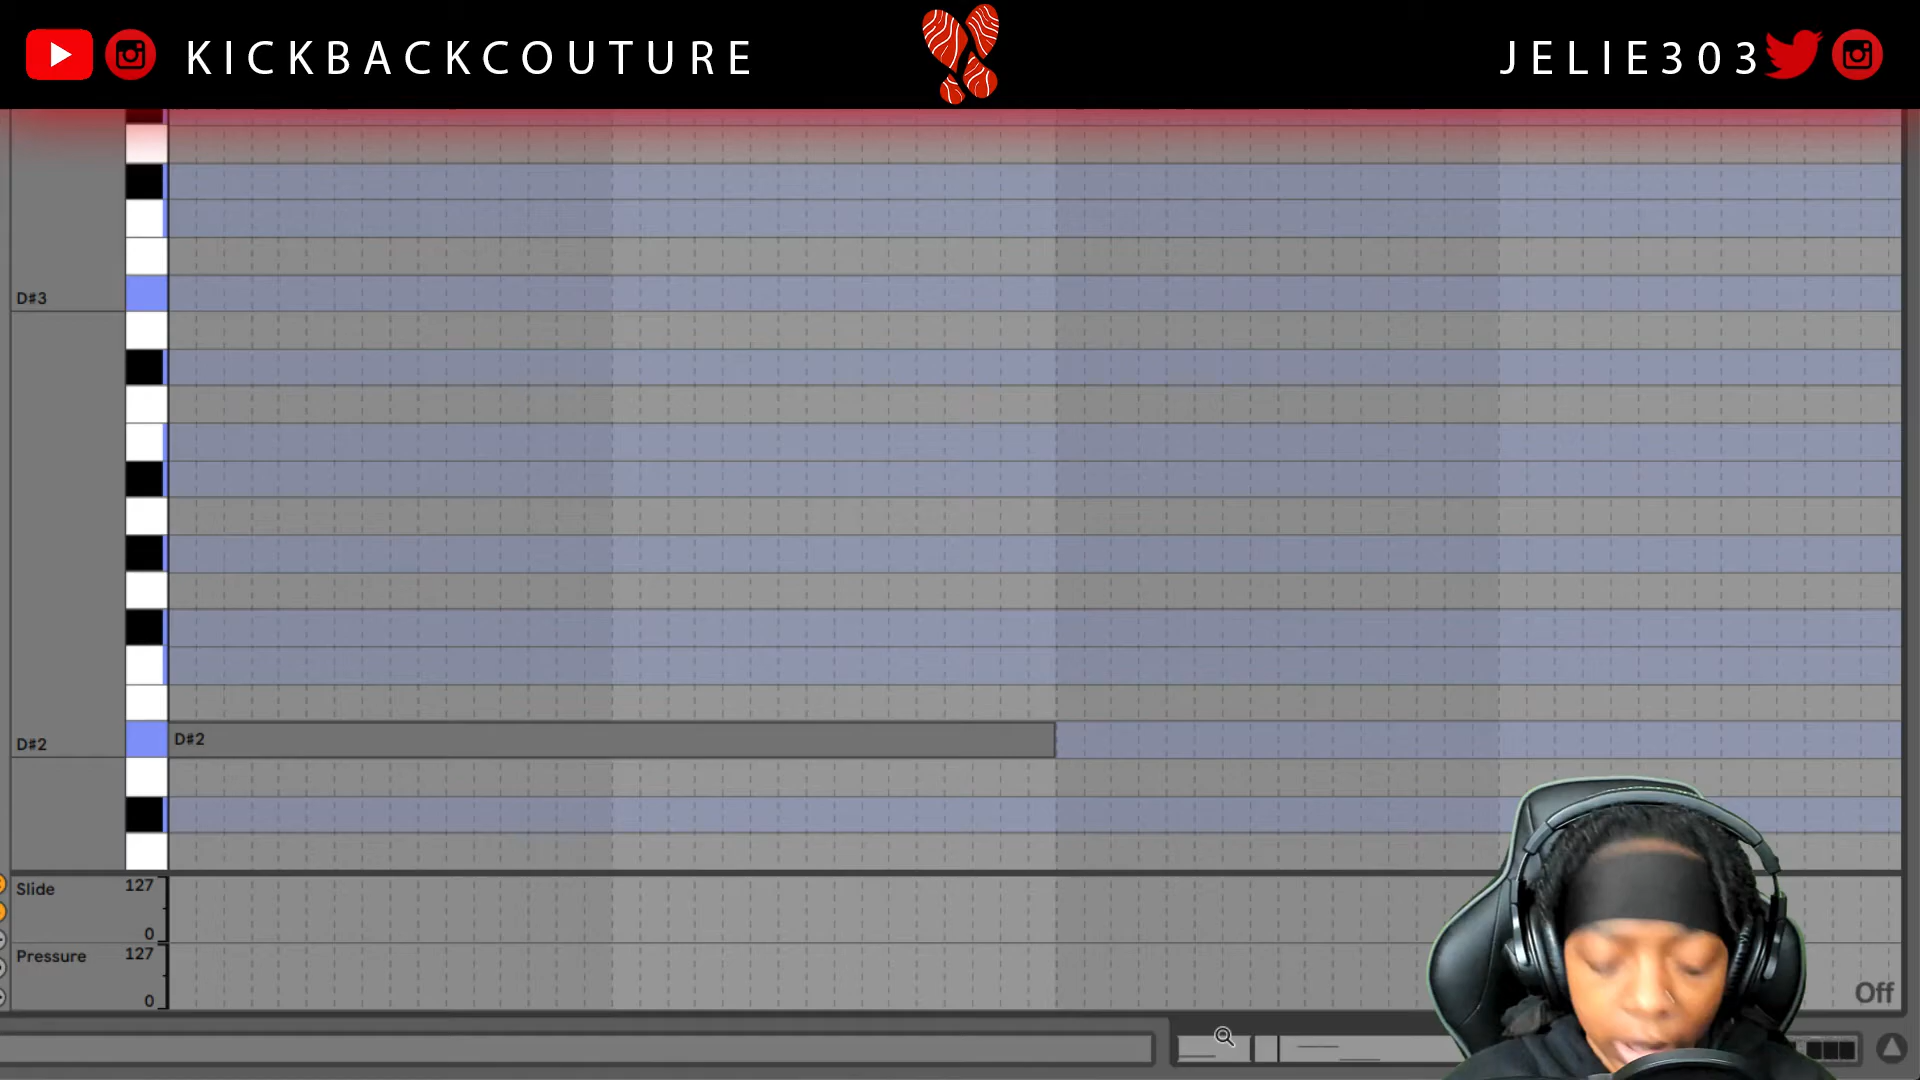 KICKBACKCOUTURE
JELIE303
D#3
D#2
D#2
Slide 127
0
Pressure 127
0
Off